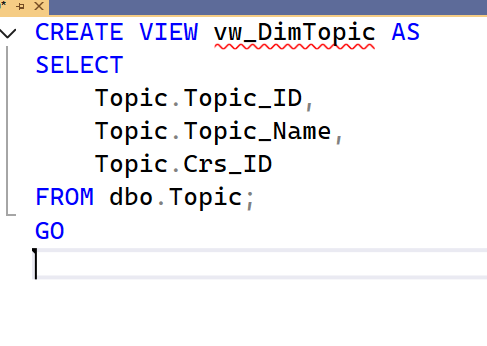 CREATE VIEW vw_DimTopic AS
SELECT
    Topic.Topic_ID,
    Topic.Topic_Name,
    Topic.Crs_ID
FROM dbo.Topic;
GO